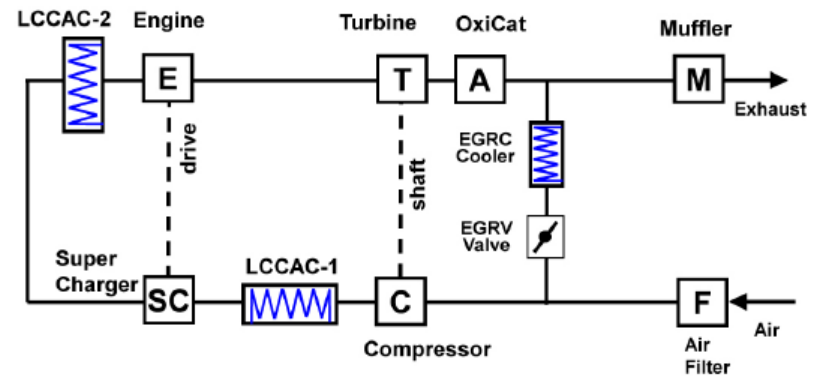 LCCAC-2
Engine
Turbine
OxiCat
Muffler
E
T
A
M
Exhaust
drive
shaft
EGRC
Cooler
EGRV
Valve
Super
Charger
LCCAC-1
SC
C
F
Air
Compressor
Air
Filter